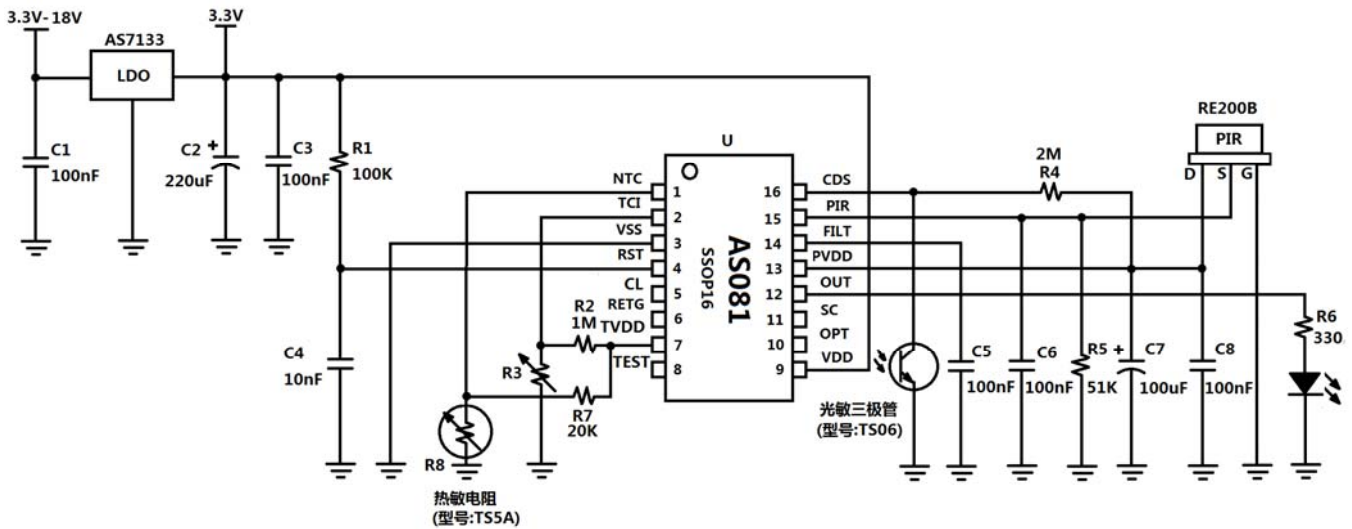 3.3V-18V
3.3V
AS7133
LDO
C1
100nF
C2
+
220uF
C3
100nF
R1
100K
C4
10nF
U
AS081
SSOP16
NTC
1
TCI
2
VSS
3
RST
4
CL
5
RETG
6
TVDD
7
TEST
8
CDS
16
PIR
15
FILT
14
PVDD
13
OUT
12
SC
11
OPT
10
VDD
9
R2
1M
R3
R7
20K
R8
热敏电阻
(型号:TS5A)
光敏三极管
(型号:TS06)
2M
R4
RE200B
PIR
D
S
G
C5
100nF
C6
100nF
R5
51K
+
C7
100uF
C8
100nF
R6
330